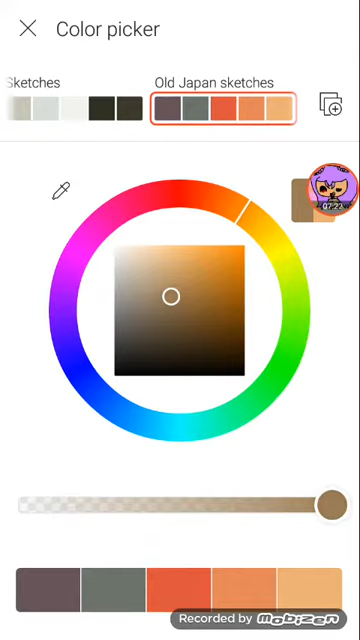 Color picker
Sketches
Old Japan sketches
07:23
Recorded by MOBIZEN